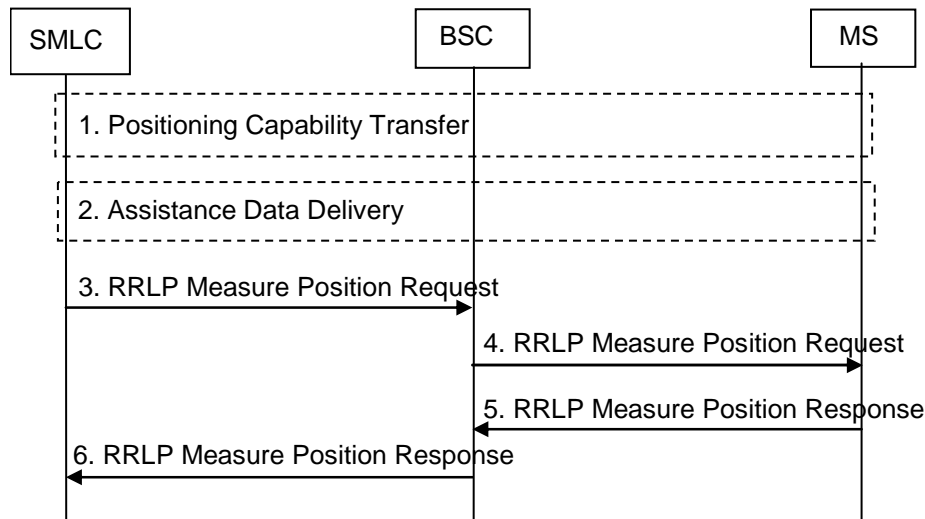 SMLC
BSC
MS
1. Positioning Capability Transfer
2. Assistance Data Delivery
3. RRLP Measure Position Request
4. RRLP Measure Position Request
5. RRLP Measure Position Response
6. RRLP Measure Position Response